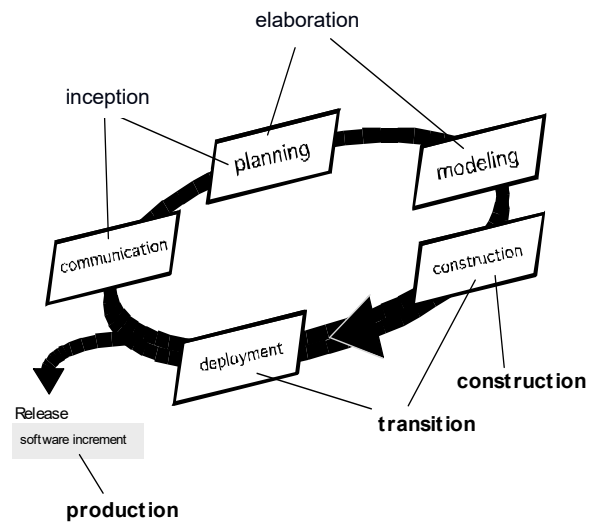 elaboration
inception
planning
modeling
communication
construction
deployment
construction
transition
Release
software increment
production